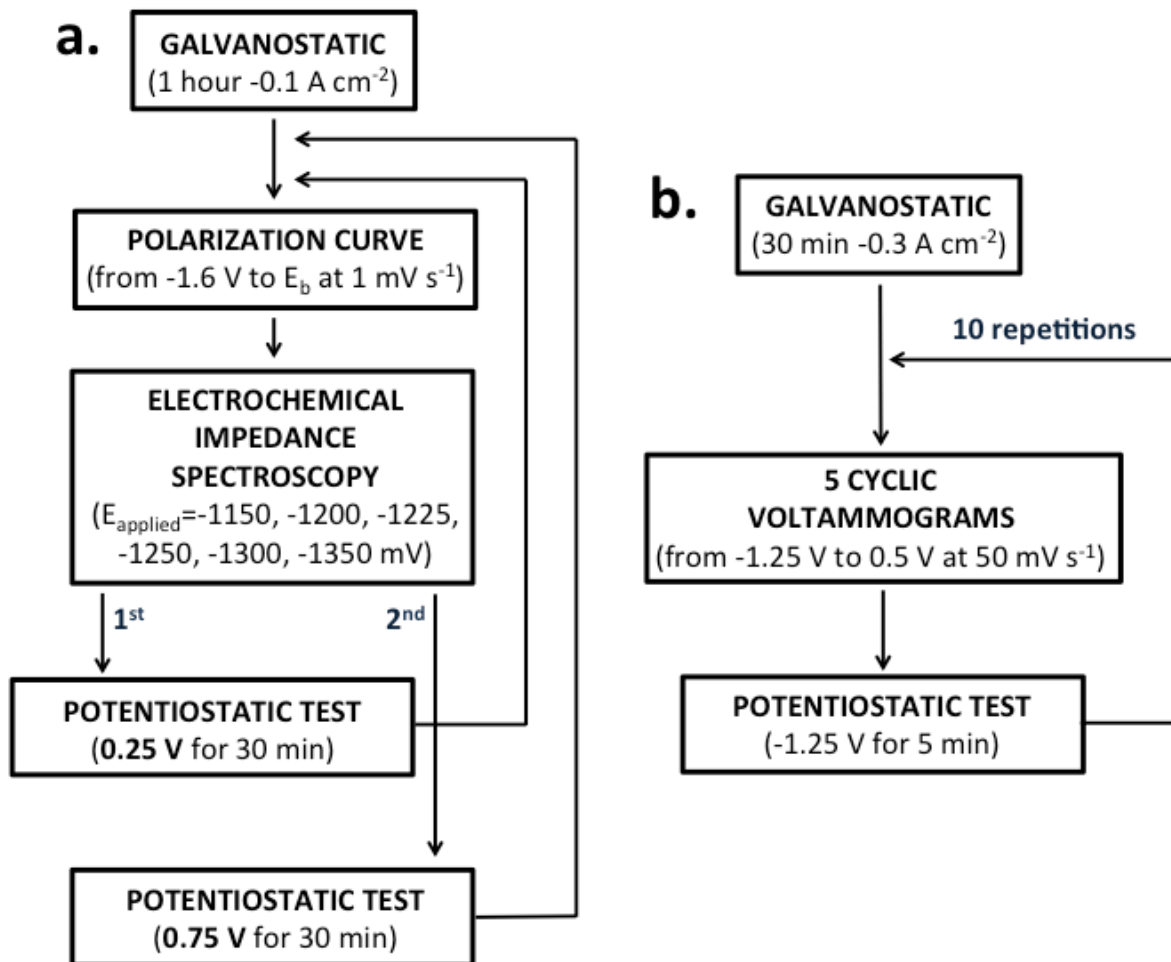 a.
GALVANOSTATIC
(1 hour -0.1 A cm⁻²)
POLARIZATION CURVE
(from -1.6 V to E_b at 1 mV s⁻¹)
ELECTROCHEMICAL
IMPEDANCE
SPECTROSCOPY
(E_applied=-1150, -1200, -1225,
-1250, -1300, -1350 mV)
1st
2nd
POTENTIOSTATIC TEST
(0.25 V for 30 min)
POTENTIOSTATIC TEST
(0.75 V for 30 min)
b.
GALVANOSTATIC
(30 min -0.3 A cm⁻²)
10 repetitions
5 CYCLIC
VOLTAMMOGRAMS
(from -1.25 V to 0.5 V at 50 mV s⁻¹)
POTENTIOSTATIC TEST
(-1.25 V for 5 min)